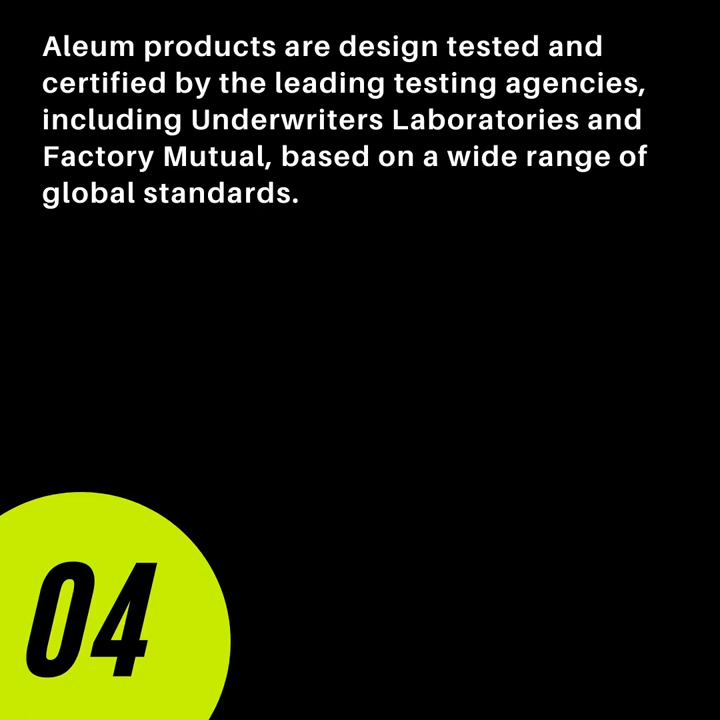 Aleum products are design tested and
certified by the leading testing agencies,
including Underwriters Laboratories and
Factory Mutual, based on a wide range of
global standards.
04